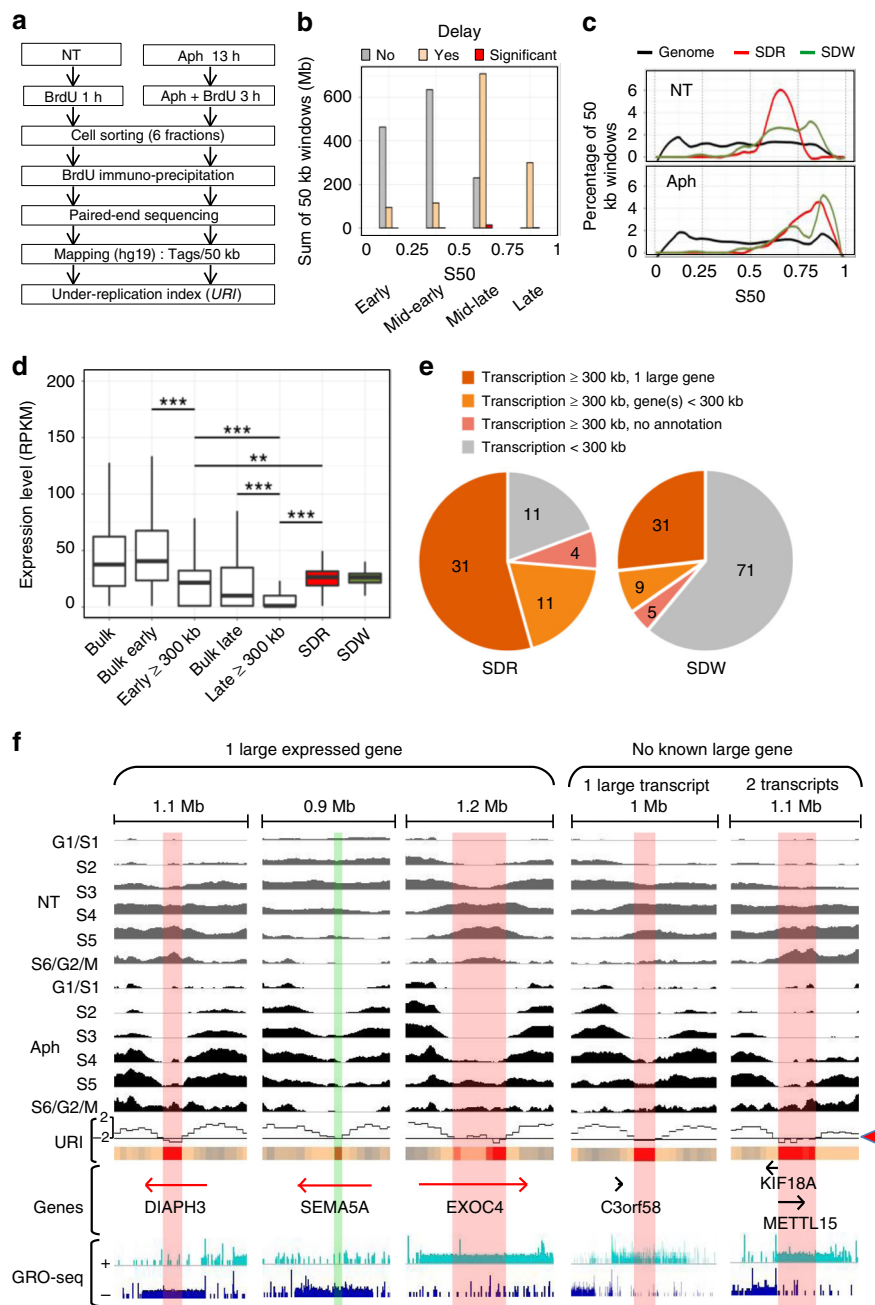 a
NT
Aph 13 h
BrdU 1 h
Aph + BrdU 3 h
Cell sorting (6 fractions)
BrdU immuno-precipitation
Paired-end sequencing
Mapping (hg19) : Tags/50 kb
Under-replication index (URI)
b
Delay
No
Yes
Significant
Sum of 50 kb windows (Mb)
600
400
200
0
0
0.25
0.5
0.75
1
S50
Early
Mid-early
Mid-late
Late
c
Genome
SDR
SDW
Percentage of 50 kb windows
NT
6
4
2
0
Aph
6
4
2
0
0
0.25
0.5
0.75
1
S50
d
Expression level (RPKM)
200
150
100
50
0
***
***
**
***
***
Bulk
Bulk early
Early ≥ 300 kb
Bulk late
Late ≥ 300 kb
SDR
SDW
e
Transcription ≥ 300 kb, 1 large gene
Transcription ≥ 300 kb, gene(s) < 300 kb
Transcription ≥ 300 kb, no annotation
Transcription < 300 kb
11
4
11
31
SDR
31
9
5
71
SDW
f
1 large expressed gene
No known large gene
1 large transcript
2 transcripts
1.1 Mb
0.9 Mb
1.2 Mb
1 Mb
1.1 Mb
NT
G1/S1
S2
S3
S4
S5
S6/G2/M
Aph
G1/S1
S2
S3
S4
S5
S6/G2/M
URI
2
−2
Genes
DIAPH3
SEMA5A
EXOC4
C3orf58
KIF18A
METTL15
GRO-seq
+
−